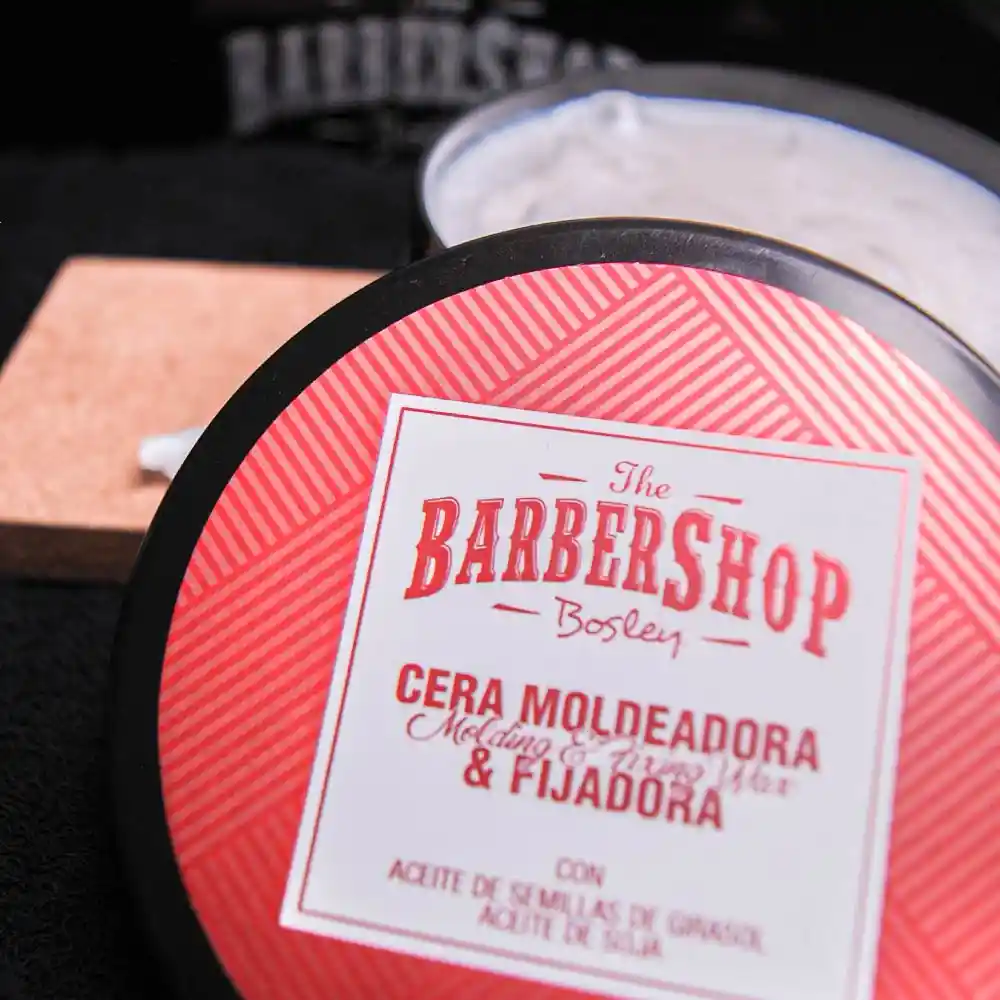 BARBERSHOP
The
BARBERSHOP
Bosley
CERA MOLDEADORA
Molding & Fixing Wax
& FIJADORA
CON
ACEITE DE SEMILLAS DE GIRASOL
ACEITE DE SOJA